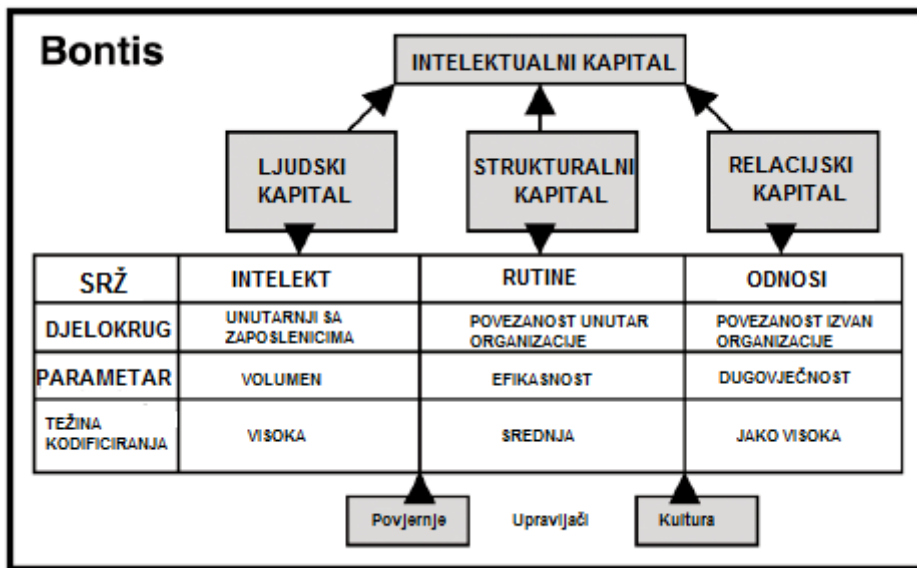 Bontis
INTELEKTUALNI KAPITAL
LJUDSKI
KAPITAL
STRUKTURALNI
KAPITAL
RELACIJSKI
KAPITAL
SRŽ
INTELEKT
RUTINE
ODNOSI
DJELOKRUG
UNUTARNJI SA
ZAPOSLENICIMA
POVEZANOST UNUTAR
ORGANIZACIJE
POVEZANOST IZVAN
ORGANIZACIJE
PARAMETAR
VOLUMEN
EFIKASNOST
DUGOVJEČNOST
TEŽINA
KODIFICIRANJA
VISOKA
SREDNJA
JAKO VISOKA
Povjernje
Upravijači
Kultura